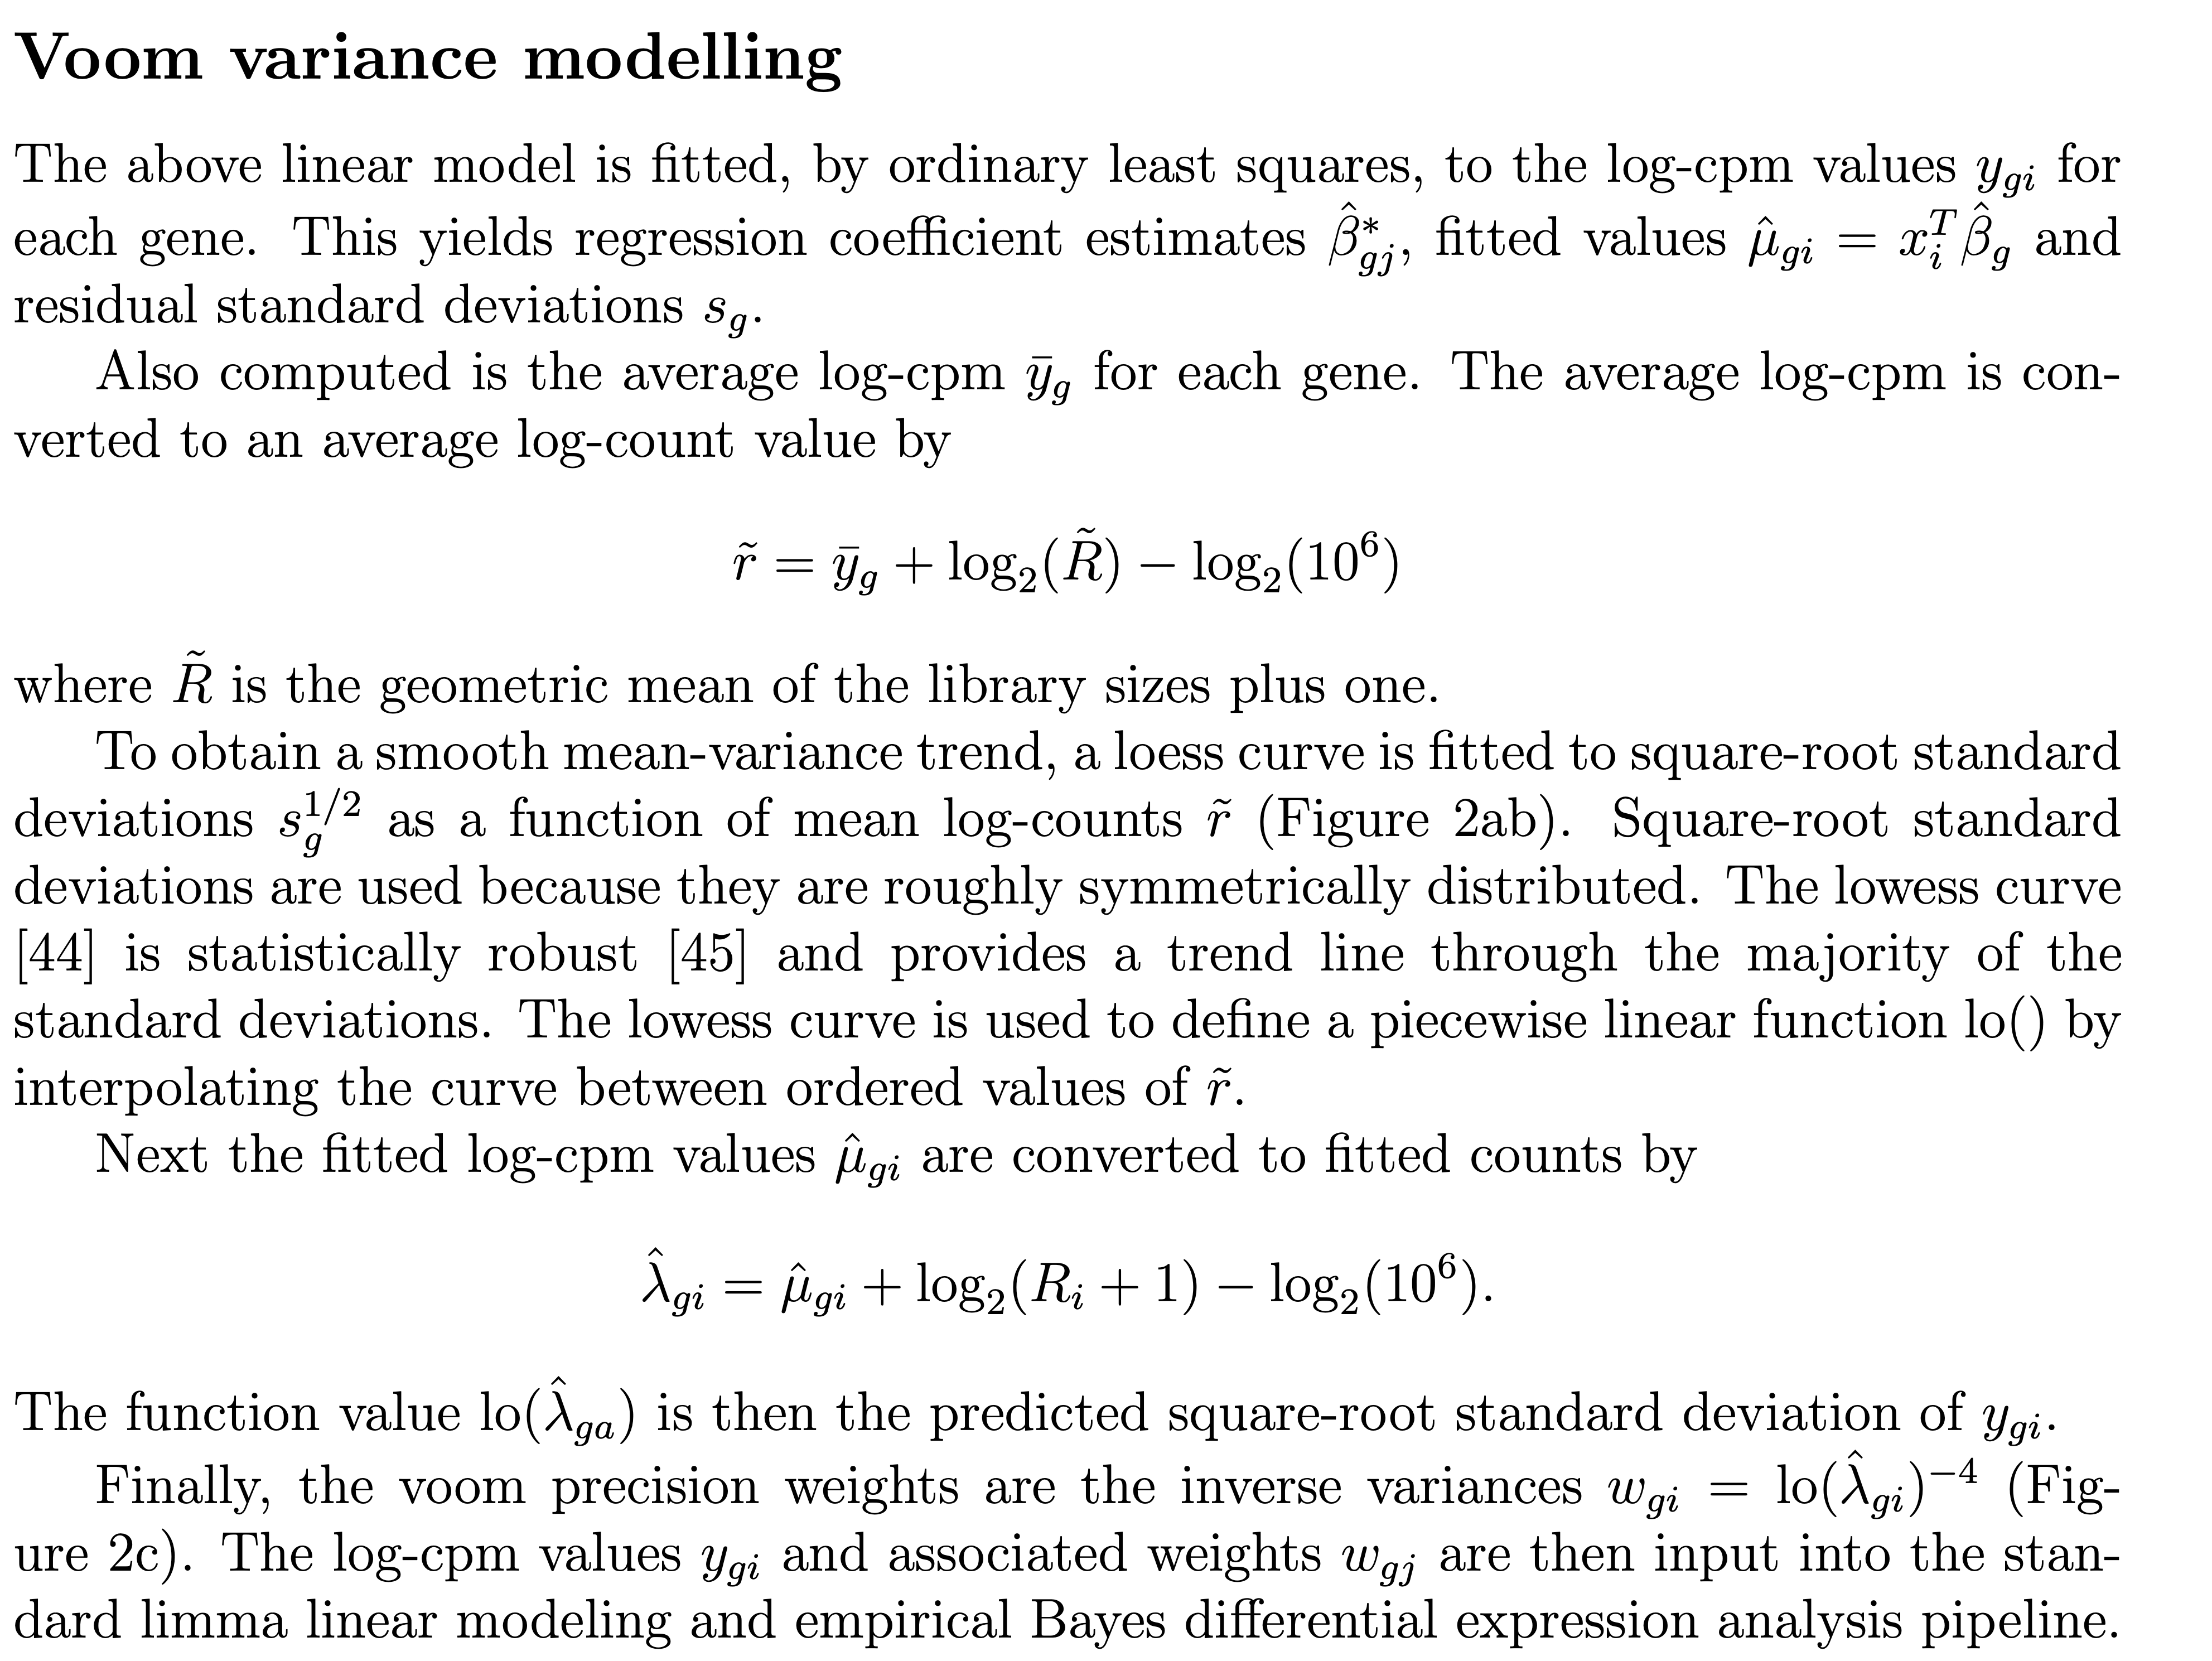 Voom variance modelling
The above linear model is fitted, by ordinary least squares, to the log-cpm values $y_{gi}$ for
each gene. This yields regression coefficient estimates $\hat{\beta}^*_{gj}$, fitted values $\hat{\mu}_{gi} = x_i^T \hat{\beta}_g$ and
residual standard deviations $s_g$.
Also computed is the average log-cpm $\bar{y}_g$ for each gene. The average log-cpm is con-
verted to an average log-count value by
$\tilde{r} = \bar{y}_g + \log_2(\tilde{R}) - \log_2(10^6)$
where $\tilde{R}$ is the geometric mean of the library sizes plus one.
To obtain a smooth mean-variance trend, a loess curve is fitted to square-root standard
deviations $s_g^{1/2}$ as a function of mean log-counts $\tilde{r}$ (Figure 2ab). Square-root standard
deviations are used because they are roughly symmetrically distributed. The lowess curve
[44] is statistically robust [45] and provides a trend line through the majority of the
standard deviations. The lowess curve is used to define a piecewise linear function lo() by
interpolating the curve between ordered values of $\tilde{r}$.
Next the fitted log-cpm values $\hat{\mu}_{gi}$ are converted to fitted counts by
$\hat{\lambda}_{gi} = \hat{\mu}_{gi} + \log_2(R_i + 1) - \log_2(10^6).$
The function value lo($\hat{\lambda}_{ga}$) is then the predicted square-root standard deviation of $y_{gi}$.
Finally, the voom precision weights are the inverse variances $w_{gi} = \text{lo}(\hat{\lambda}_{gi})^{-4}$ (Fig-
ure 2c). The log-cpm values $y_{gi}$ and associated weights $w_{gj}$ are then input into the stan-
dard limma linear modeling and empirical Bayes differential expression analysis pipeline.